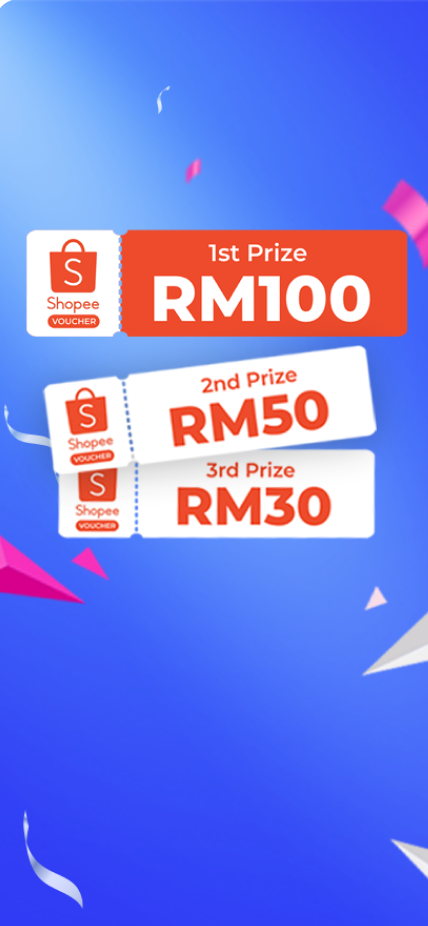 S
Shopee
VOUCHER
1st Prize
RM100
S
Shopee
VOUCHER
2nd Prize
RM50
S
Shopee
VOUCHER
3rd Prize
RM30